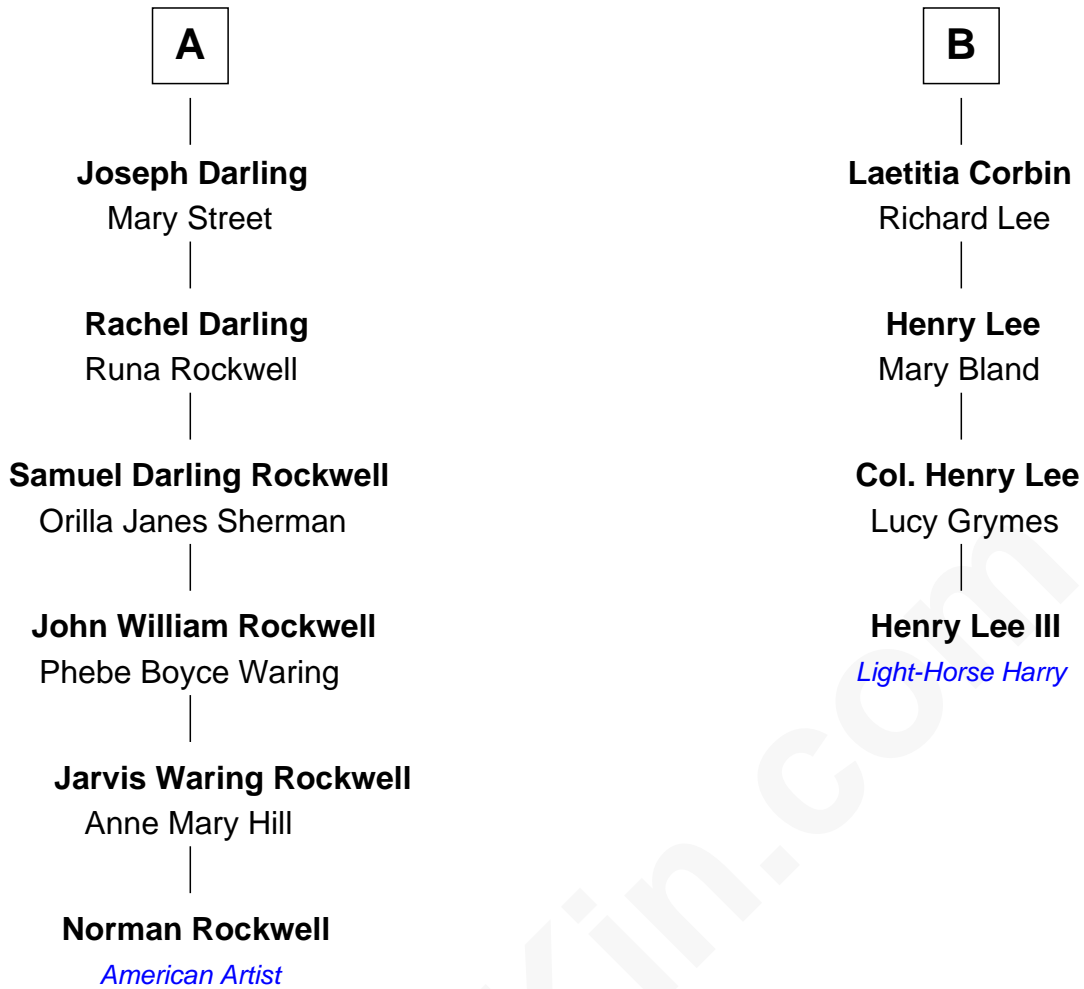 A
Joseph Darling
Mary Street
Rachel Darling
Runa Rockwell
Samuel Darling Rockwell
Orilla Janes Sherman
John William Rockwell
Phebe Boyce Waring
Jarvis Waring Rockwell
Anne Mary Hill
Norman Rockwell
American Artist
B
Laetitia Corbin
Richard Lee
Henry Lee
Mary Bland
Col. Henry Lee
Lucy Grymes
Henry Lee III
Light-Horse Harry
Kin.com